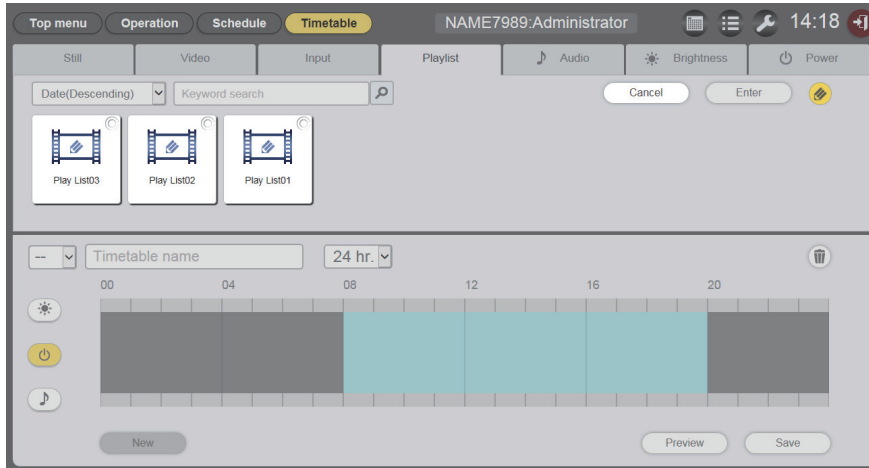 Top menu Operation Schedule Timetable NAME7989:Administrator 14:18
Still Video Input Playlist Audio Brightness Power
Date(Descending) Keyword search Cancel Enter
Play List03 Play List02 Play List01
-- Timetable name 24 hr.
00 04 08 12 16 20
New Preview Save